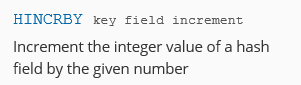 HINCRBY key field increment
Increment the integer value of a hash
field by the given number